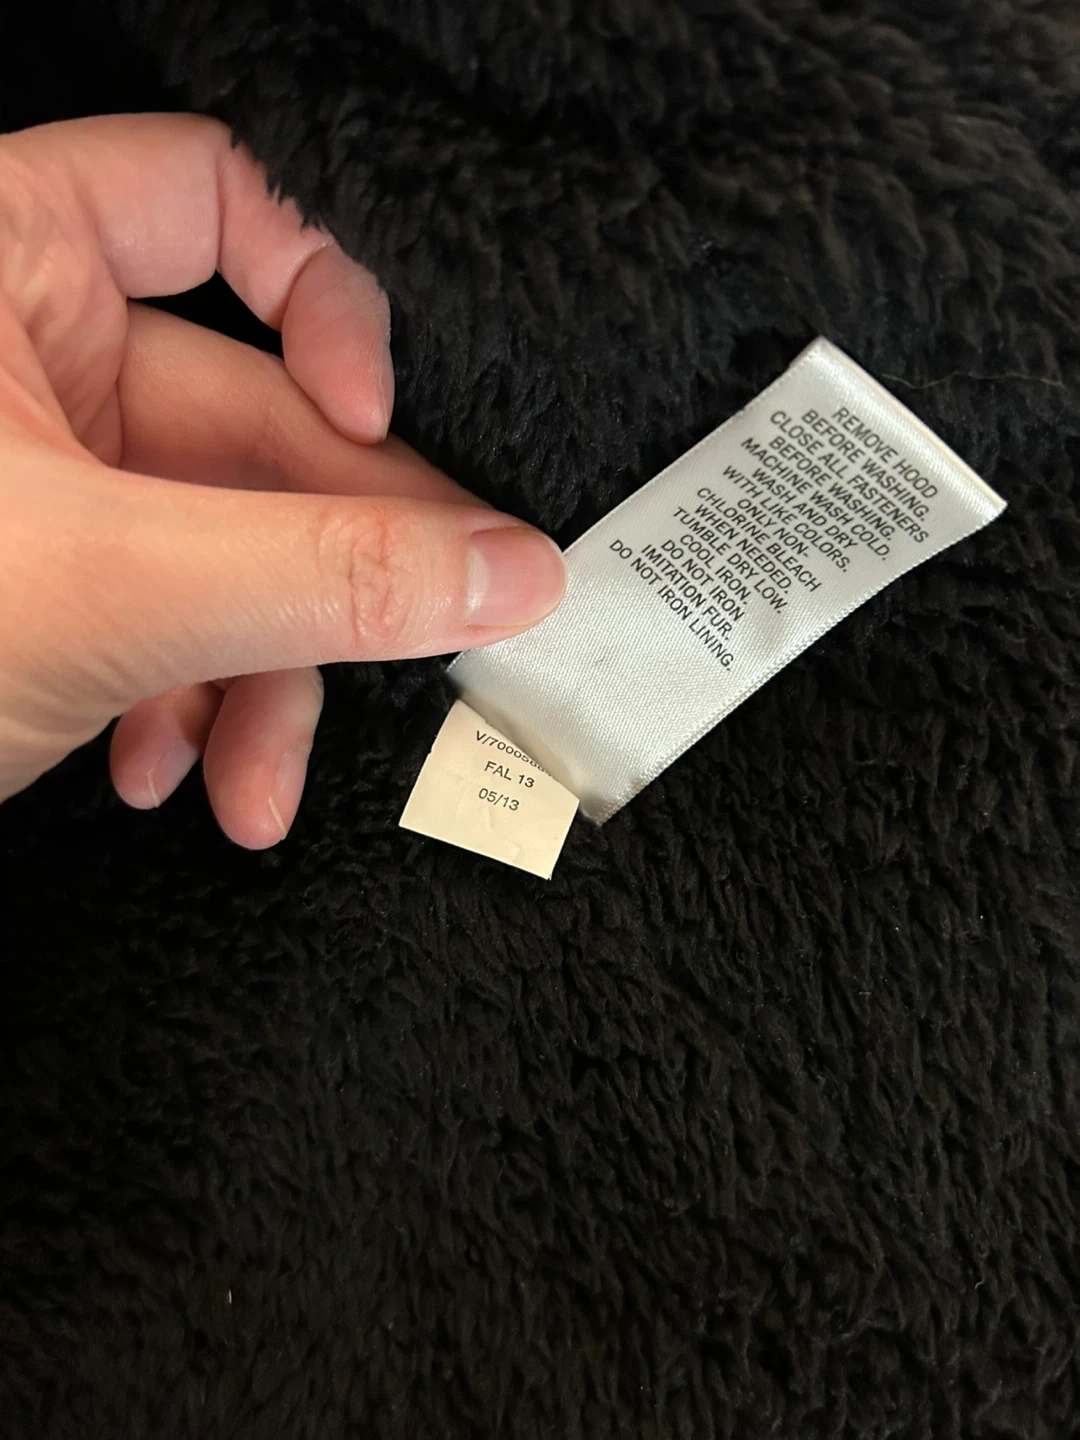 REMOVE HOOD
BEFORE WASHING.
CLOSE ALL FASTENERS
BEFORE WASHING.
MACHINE WASH COLD.
WASH AND DRY
WITH LIKE COLORS.
ONLY NON-
CHLORINE BLEACH
WHEN NEEDED.
TUMBLE DRY LOW.
COOL IRON.
DO NOT IRON
IMITATION FUR.
DO NOT IRON LINING.
FAL 13
05/13